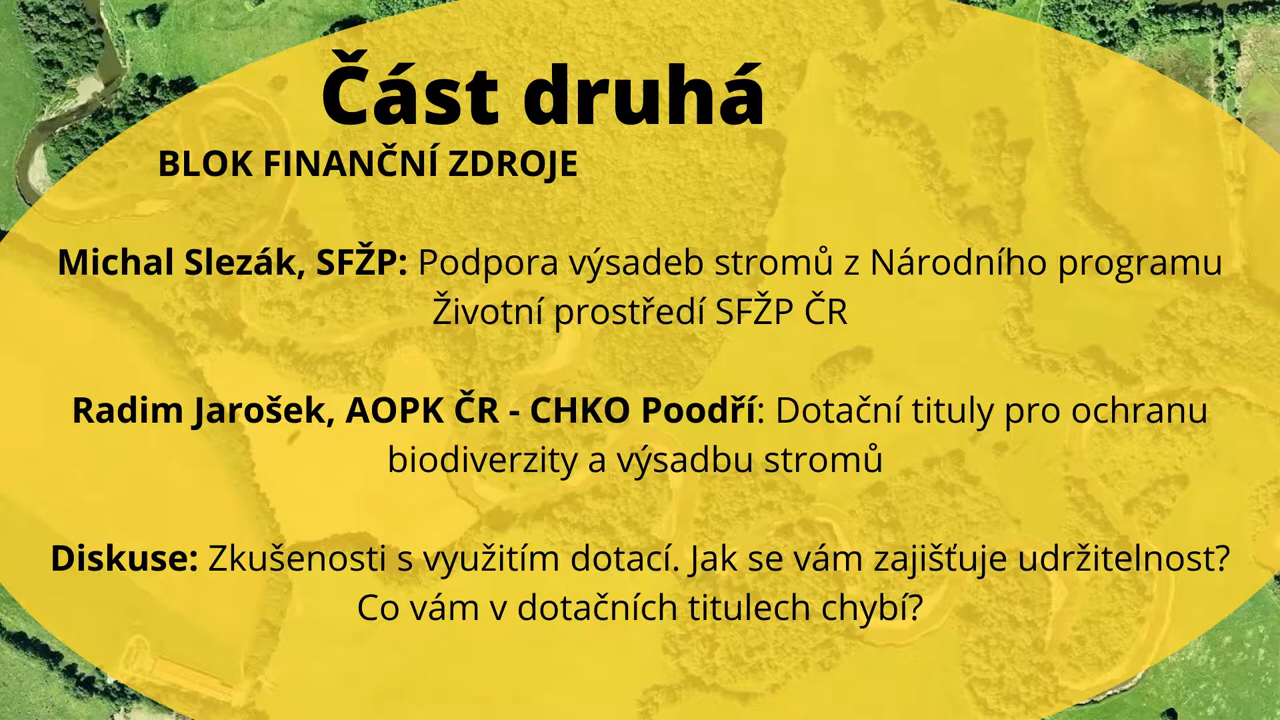 Část druhá
BLOK FINANČNÍ ZDROJE
Michal Slezák, SFŽP: Podpora výsadeb stromů z Národního programu
Životní prostředí SFŽP ČR
Radim Jarošek, AOPK ČR - CHKO Poodří: Dotační tituly pro ochranu
biodiverzity a výsadbu stromů
Diskuse: Zkušenosti s využitím dotací. Jak se vám zajišťuje udržitelnost?
Co vám v dotačních titulech chybí?